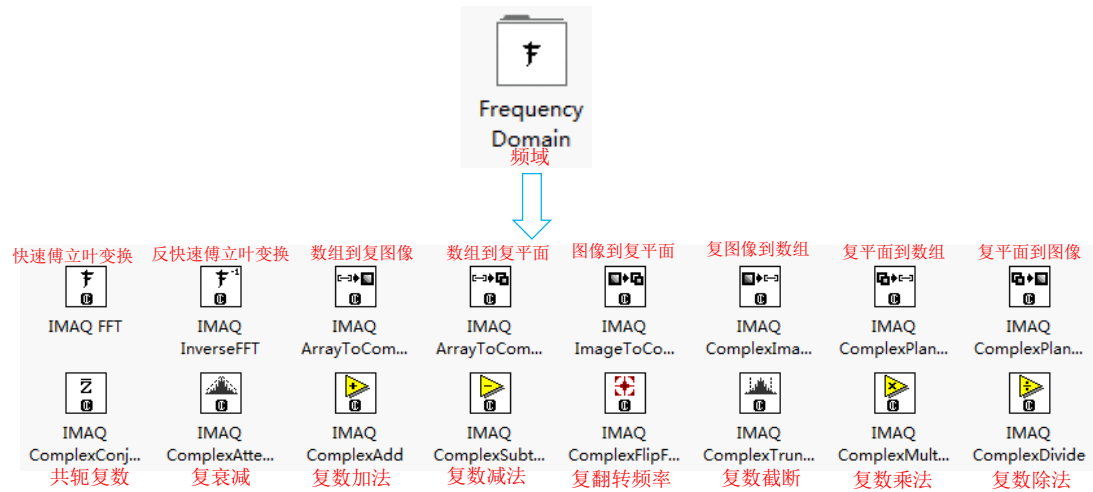 Frequency
Domain
频域
快速傅立叶变换 反快速傅立叶变换 数组到复图像 数组到复平面 图像到复平面 复图像到数组 复平面到数组 复平面到图像
IMAQ FFT IMAQ IMAQ IMAQ IMAQ IMAQ IMAQ IMAQ
InverseFFT ArrayToCom... ArrayToCom... ImageToCo... ComplexIma... ComplexPlan... ComplexPlan...
IMAQ IMAQ IMAQ IMAQ IMAQ IMAQ IMAQ IMAQ
ComplexConj... ComplexAtte... ComplexAdd ComplexSubt... ComplexFlipF... ComplexTrun... ComplexMult... ComplexDivide
共轭复数 复衰减 复数加法 复数减法 复翻转频率 复数截断 复数乘法 复数除法